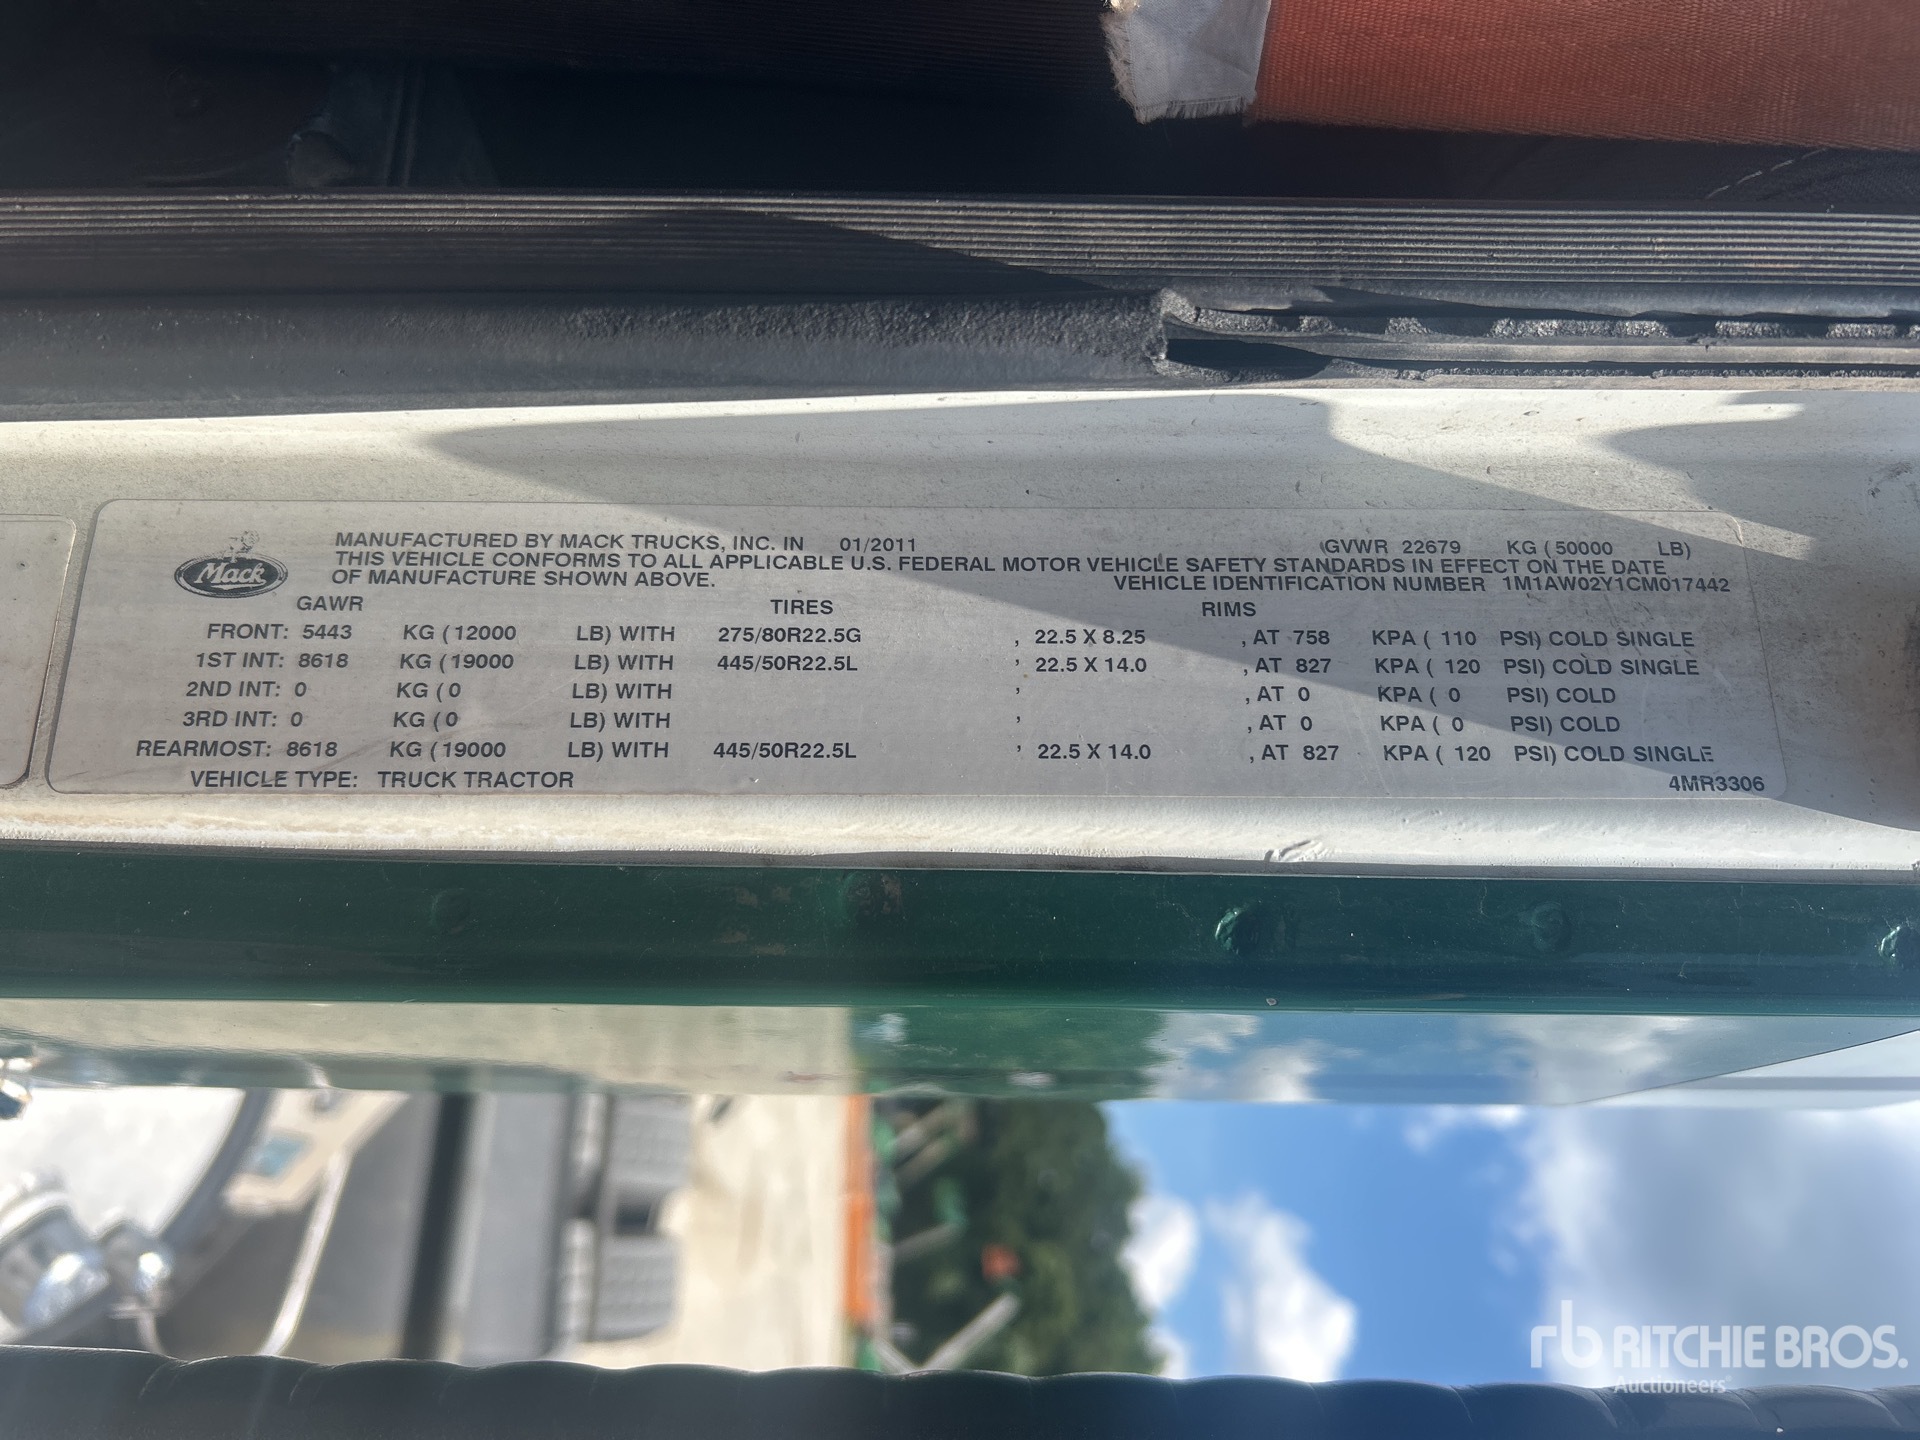 Mack
MANUFACTURED BY MACK TRUCKS, INC. IN 01/2011 GVWR 22679 KG ( 50000 LB)
THIS VEHICLE CONFORMS TO ALL APPLICABLE U.S. FEDERAL MOTOR VEHICLE SAFETY STANDARDS IN EFFECT ON THE DATE
OF MANUFACTURE SHOWN ABOVE. VEHICLE IDENTIFICATION NUMBER 1M1AW02Y1CM017442
GAWR TIRES RIMS
FRONT: 5443 KG ( 12000 LB) WITH 275/80R22.5G , 22.5 X 8.25 , AT 758 KPA ( 110 PSI) COLD SINGLE
1ST INT: 8618 KG ( 19000 LB) WITH 445/50R22.5L , 22.5 X 14.0 , AT 827 KPA ( 120 PSI) COLD SINGLE
2ND INT: 0 KG ( 0 LB) WITH , , AT 0 KPA ( 0 PSI) COLD
3RD INT: 0 KG ( 0 LB) WITH , , AT 0 KPA ( 0 PSI) COLD
REARMOST: 8618 KG ( 19000 LB) WITH 445/50R22.5L , 22.5 X 14.0 , AT 827 KPA ( 120 PSI) COLD SINGLE
VEHICLE TYPE: TRUCK TRACTOR 4MR3306
rb RITCHIE BROS.
Auctioneers